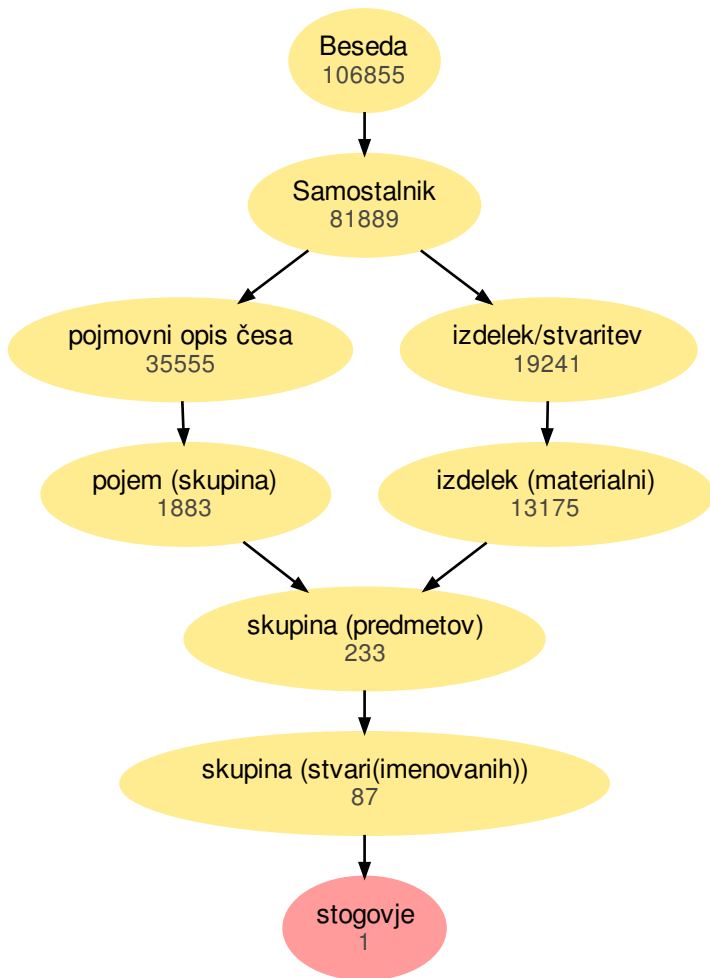 Beseda
106855
Samostalnik
81889
pojmovni opis česa
35555
izdelek/stvaritev
19241
pojem (skupina)
1883
izdelek (materialni)
13175
skupina (predmetov)
233
skupina (stvari(imenovanih))
87
stogovje
1